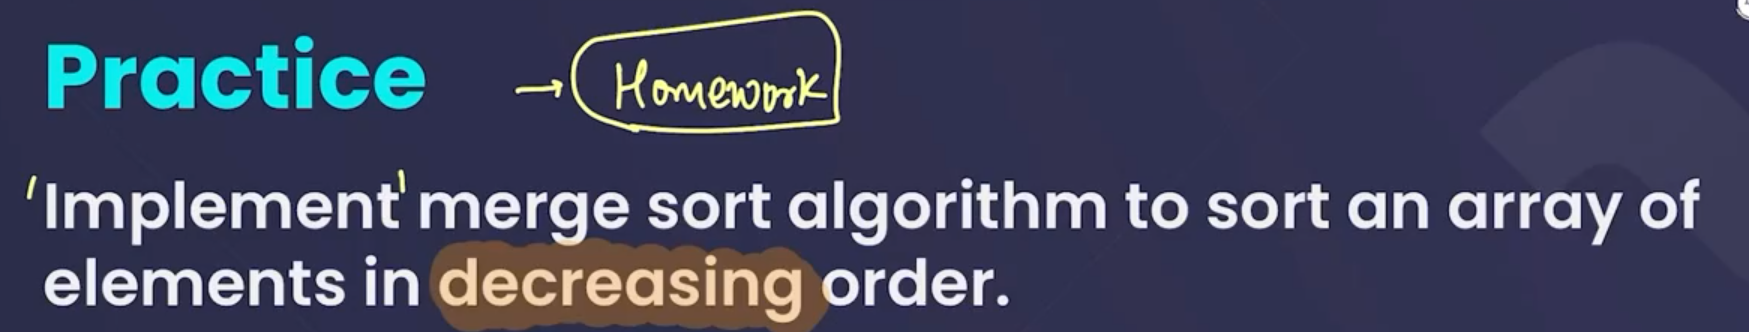 Practice → Homework
'Implement' merge sort algorithm to sort an array of
elements in decreasing order.